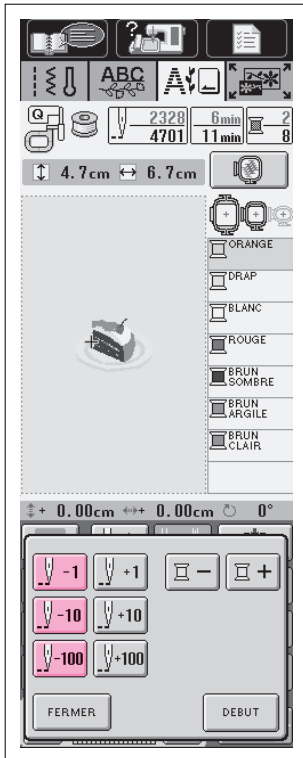 ABC
A
Q
2328 6min 2
4701 11min 8
4.7cm 6.7cm
ORANGE
DRAP
BLANC
ROUGE
BRUN
SOMBRE
BRUN
ARGILE
BRUN
CLAIR
+ 0.00cm + 0.00cm 0°
-1 +1 - +
-10 +10
-100 +100
FERMER DEBUT